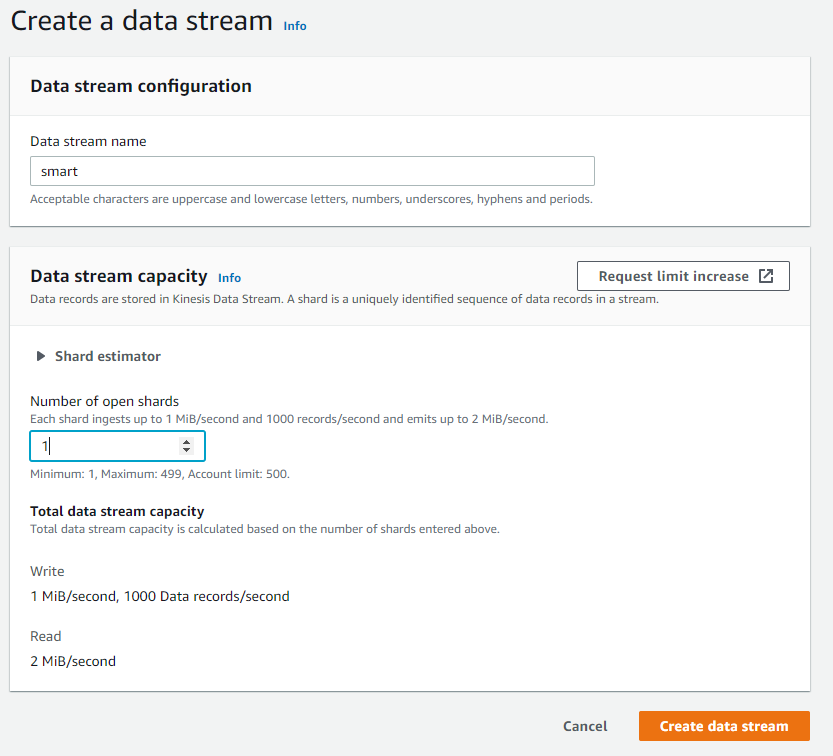 Create a data stream Info
Data stream configuration
Data stream name
smart
Acceptable characters are uppercase and lowercase letters, numbers, underscores, hyphens and periods.
Data stream capacity Info
Request limit increase
Data records are stored in Kinesis Data Stream. A shard is a uniquely identified sequence of data records in a stream.
Shard estimator
Number of open shards
Each shard ingests up to 1 MiB/second and 1000 records/second and emits up to 2 MiB/second.
1
Minimum: 1, Maximum: 499, Account limit: 500.
Total data stream capacity
Total data stream capacity is calculated based on the number of shards entered above.
Write
1 MiB/second, 1000 Data records/second
Read
2 MiB/second
Cancel
Create data stream